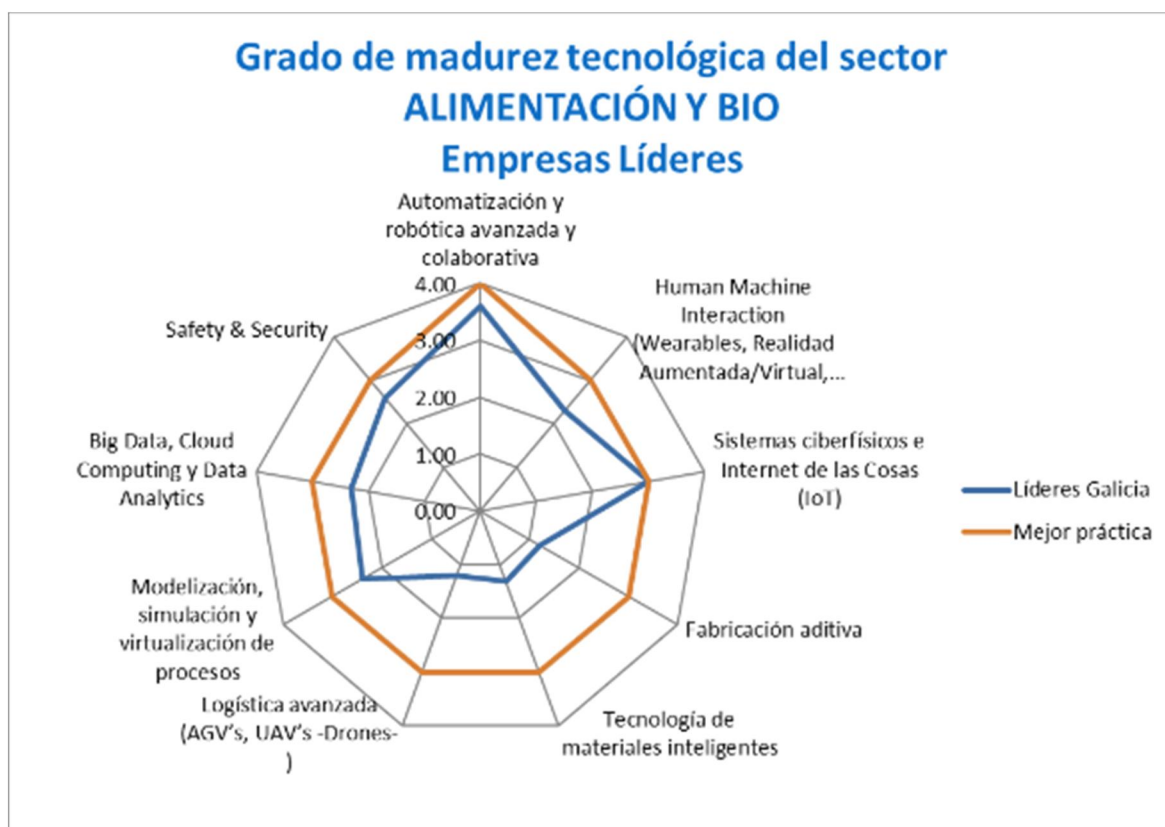 Grado de madurez tecnológica del sector
ALIMENTACIÓN Y BIO
Empresas Líderes
Automatización y
robótica avanzada y
colaborativa
4.00
3.00
2.00
1.00
0.00
Human Machine
Interaction
(Wearables, Realidad
Aumentada/Virtual,...
Sistemas ciberfísicos e
Internet de las Cosas
(IoT)
Fabricación aditiva
Tecnología de
materiales inteligentes
Logística avanzada
(AGV's, UAV's -Drones-
)
Modelización,
simulación y
virtualización de
procesos
Big Data, Cloud
Computing y Data
Analytics
Safety & Security
Líderes Galicia
Mejor práctica